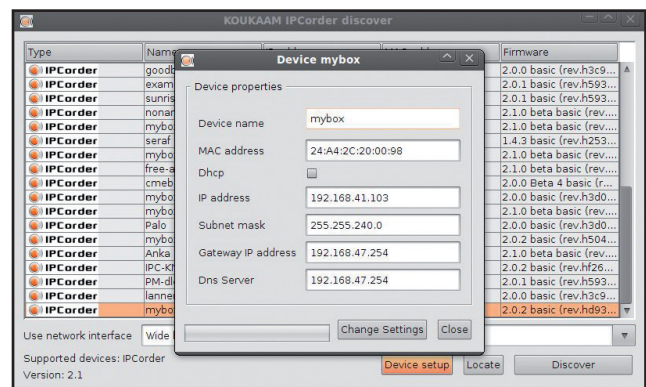 KOUKAAM IPCorder discover
Type Name Firmware
IPCorder goodb 2.0.0 basic (rev.h3c9...
IPCorder exam 2.0.1 basic (rev.h593...
IPCorder sunris 2.0.1 basic (rev.h593...
IPCorder nonar 2.1.0 beta basic (rev....
IPCorder mybo 2.1.0 beta basic (rev....
IPCorder seraf 1.4.3 basic (rev.h253...
IPCorder mybo 2.1.0 beta basic (rev....
IPCorder free-a 2.1.0 beta basic (rev....
IPCorder cmeb 2.0.0 Beta 4 basic (r...
IPCorder mybo 2.0.0 basic (rev.h3d0...
IPCorder mybo 2.1.0 beta basic (rev....
IPCorder Palo 2.0.0 basic (rev.h3d0...
IPCorder mybo 2.0.2 basic (rev.h504...
IPCorder Anka 2.1.0 beta basic (rev....
IPCorder IPC-KN 2.0.2 basic (rev.hf26...
IPCorder PM-dl 2.0.1 basic (rev.h593...
IPCorder lanner 2.0.0 basic (rev.h3c9...
IPCorder mybo 2.0.2 basic (rev.hd93...
Device mybox
Device properties
Device name mybox
MAC address 24:A4:2C:20:00:98
Dhcp
IP address 192.168.41.103
Subnet mask 255.255.240.0
Gateway IP address 192.168.47.254
Dns Server 192.168.47.254
Change Settings Close
Use network interface Wide
Supported devices: IPCorder
Version: 2.1
Device setup Locate Discover